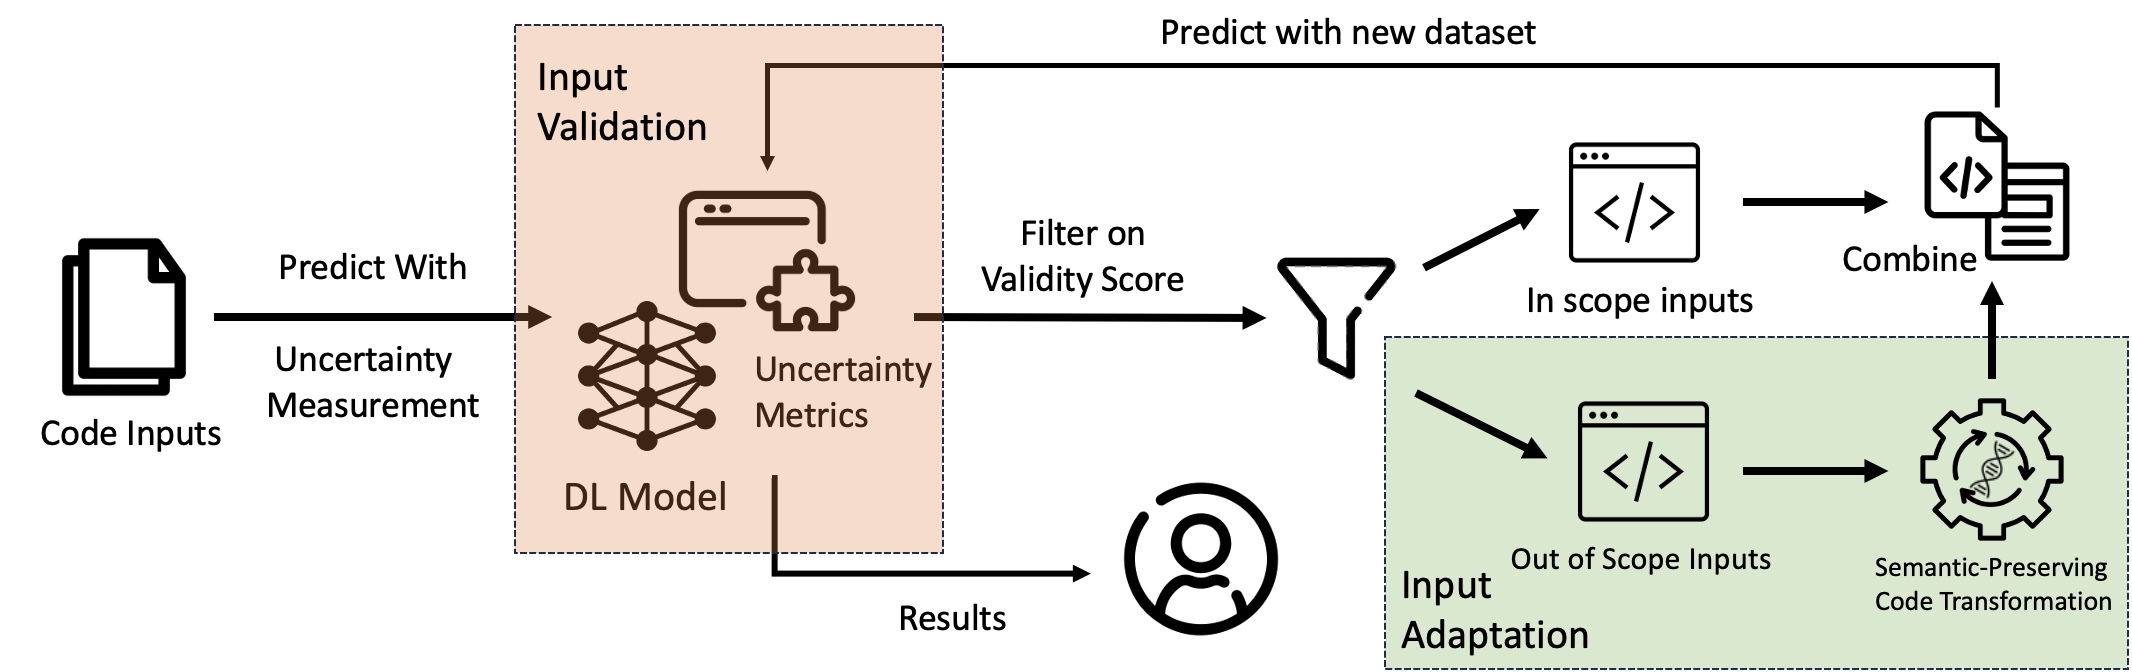 Predict with new dataset
Input
Validation
Predict With
Uncertainty
Measurement
Code Inputs
Uncertainty
Metrics
DL Model
Filter on
Validity Score
In scope inputs
Combine
Out of Scope Inputs
Semantic-Preserving
Code Transformation
Input
Adaptation
Results